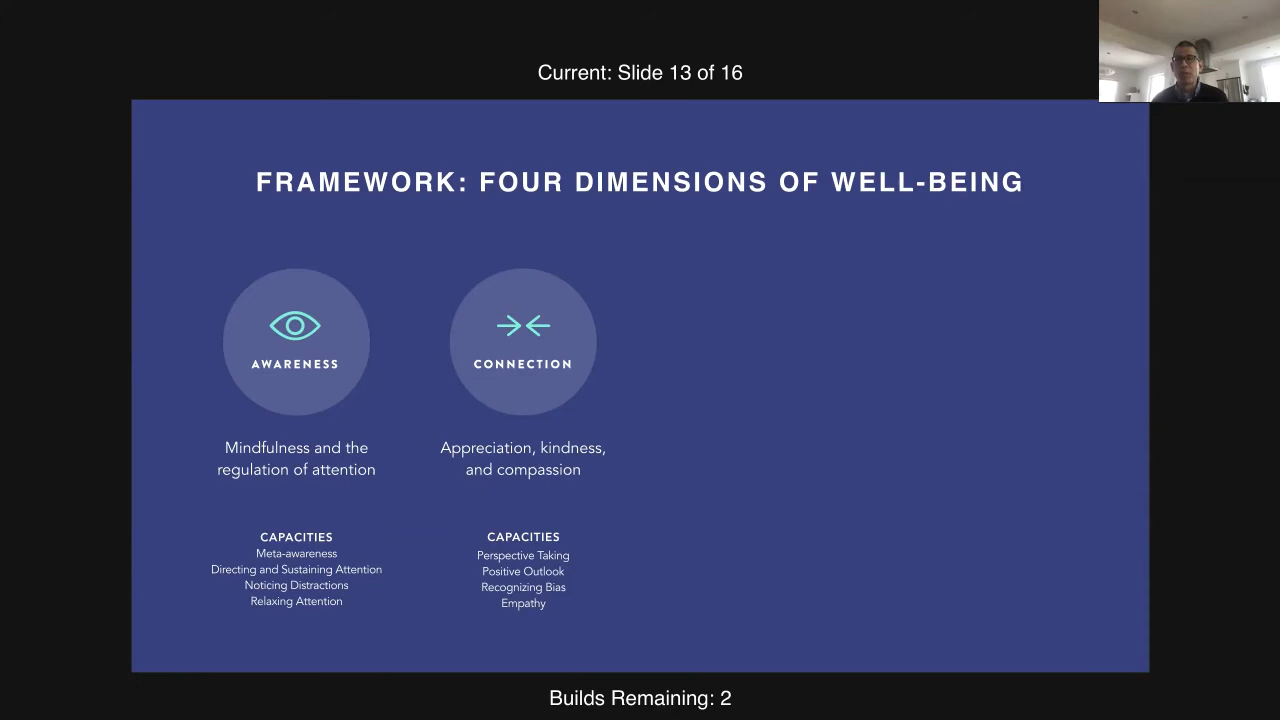 Current: Slide 13 of 16
FRAMEWORK: FOUR DIMENSIONS OF WELL-BEING
AWARENESS
Mindfulness and the
regulation of attention
CAPACITIES
Meta-awareness
Directing and Sustaining Attention
Noticing Distractions
Relaxing Attention
CONNECTION
Appreciation, kindness,
and compassion
CAPACITIES
Perspective Taking
Positive Outlook
Recognizing Bias
Empathy
Builds Remaining: 2